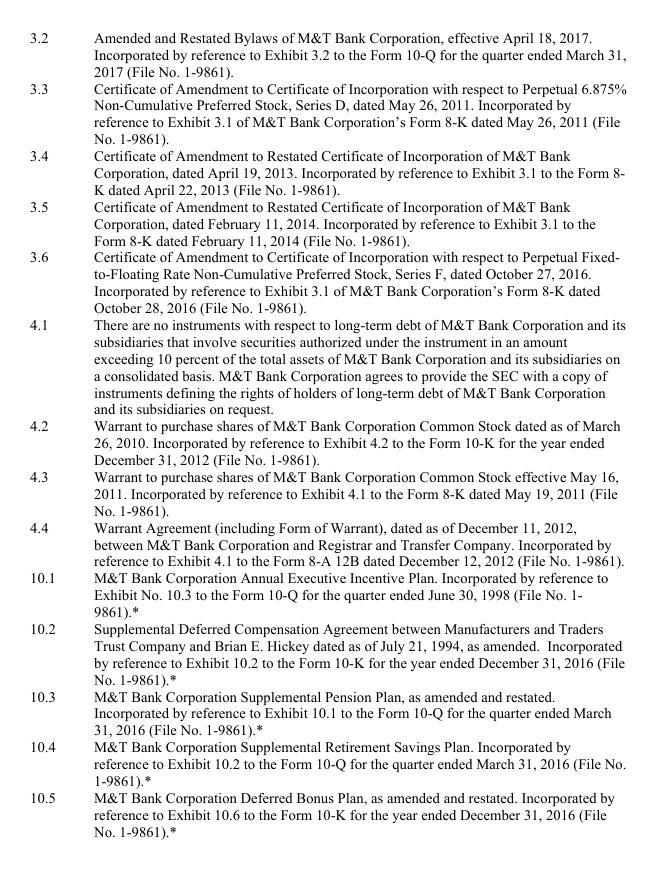 3.2 Amended and Restated Bylaws of M&T Bank Corporation, effective April 18, 2017.
Incorporated by reference to Exhibit 3.2 to the Form 10-Q for the quarter ended March 31,
2017 (File No. 1-9861).
3.3 Certificate of Amendment to Certificate of Incorporation with respect to Perpetual 6.875%
Non-Cumulative Preferred Stock, Series D, dated May 26, 2011. Incorporated by
reference to Exhibit 3.1 of M&T Bank Corporation’s Form 8-K dated May 26, 2011 (File
No. 1-9861).
3.4 Certificate of Amendment to Restated Certificate of Incorporation of M&T Bank
Corporation, dated April 19, 2013. Incorporated by reference to Exhibit 3.1 to the Form 8-
K dated April 22, 2013 (File No. 1-9861).
3.5 Certificate of Amendment to Restated Certificate of Incorporation of M&T Bank
Corporation, dated February 11, 2014. Incorporated by reference to Exhibit 3.1 to the
Form 8-K dated February 11, 2014 (File No. 1-9861).
3.6 Certificate of Amendment to Certificate of Incorporation with respect to Perpetual Fixed-
to-Floating Rate Non-Cumulative Preferred Stock, Series F, dated October 27, 2016.
Incorporated by reference to Exhibit 3.1 of M&T Bank Corporation’s Form 8-K dated
October 28, 2016 (File No. 1-9861).
4.1 There are no instruments with respect to long-term debt of M&T Bank Corporation and its
subsidiaries that involve securities authorized under the instrument in an amount
exceeding 10 percent of the total assets of M&T Bank Corporation and its subsidiaries on
a consolidated basis. M&T Bank Corporation agrees to provide the SEC with a copy of
instruments defining the rights of holders of long-term debt of M&T Bank Corporation
and its subsidiaries on request.
4.2 Warrant to purchase shares of M&T Bank Corporation Common Stock dated as of March
26, 2010. Incorporated by reference to Exhibit 4.2 to the Form 10-K for the year ended
December 31, 2012 (File No. 1-9861).
4.3 Warrant to purchase shares of M&T Bank Corporation Common Stock effective May 16,
2011. Incorporated by reference to Exhibit 4.1 to the Form 8-K dated May 19, 2011 (File
No. 1-9861).
4.4 Warrant Agreement (including Form of Warrant), dated as of December 11, 2012,
between M&T Bank Corporation and Registrar and Transfer Company. Incorporated by
reference to Exhibit 4.1 to the Form 8-A 12B dated December 12, 2012 (File No. 1-9861).
10.1 M&T Bank Corporation Annual Executive Incentive Plan. Incorporated by reference to
Exhibit No. 10.3 to the Form 10-Q for the quarter ended June 30, 1998 (File No. 1-
9861).*
10.2 Supplemental Deferred Compensation Agreement between Manufacturers and Traders
Trust Company and Brian E. Hickey dated as of July 21, 1994, as amended. Incorporated
by reference to Exhibit 10.2 to the Form 10-K for the year ended December 31, 2016 (File
No. 1-9861).*
10.3 M&T Bank Corporation Supplemental Pension Plan, as amended and restated.
Incorporated by reference to Exhibit 10.1 to the Form 10-Q for the quarter ended March
31, 2016 (File No. 1-9861).*
10.4 M&T Bank Corporation Supplemental Retirement Savings Plan. Incorporated by
reference to Exhibit 10.2 to the Form 10-Q for the quarter ended March 31, 2016 (File No.
1-9861).*
10.5 M&T Bank Corporation Deferred Bonus Plan, as amended and restated. Incorporated by
reference to Exhibit 10.6 to the Form 10-K for the year ended December 31, 2016 (File
No. 1-9861).*